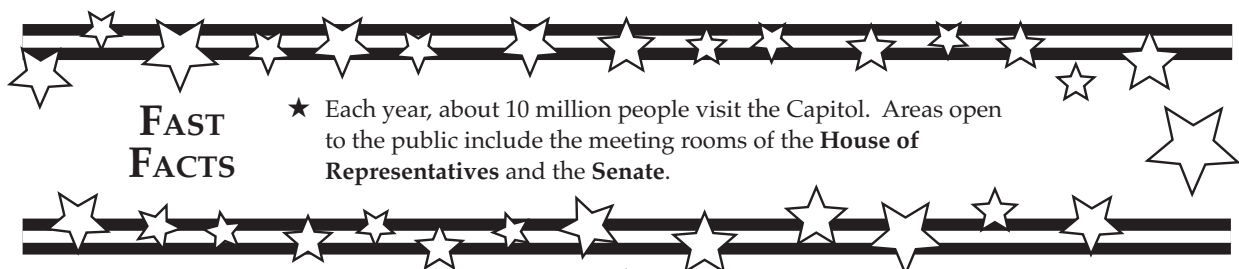 FAST
FACTS
★ Each year, about 10 million people visit the Capitol. Areas open
to the public include the meeting rooms of the House of
Representatives and the Senate.